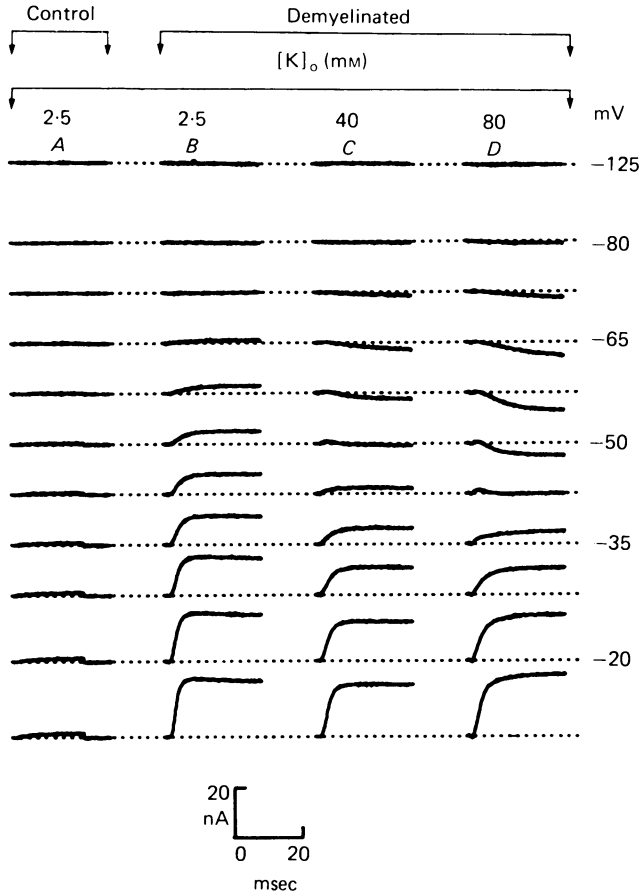 Control Demyelinated
[K]o (mM)
2·5 2·5 40 80 mV
A B C D
−125
−80
−65
−50
−35
−20
20
nA
0 20
msec